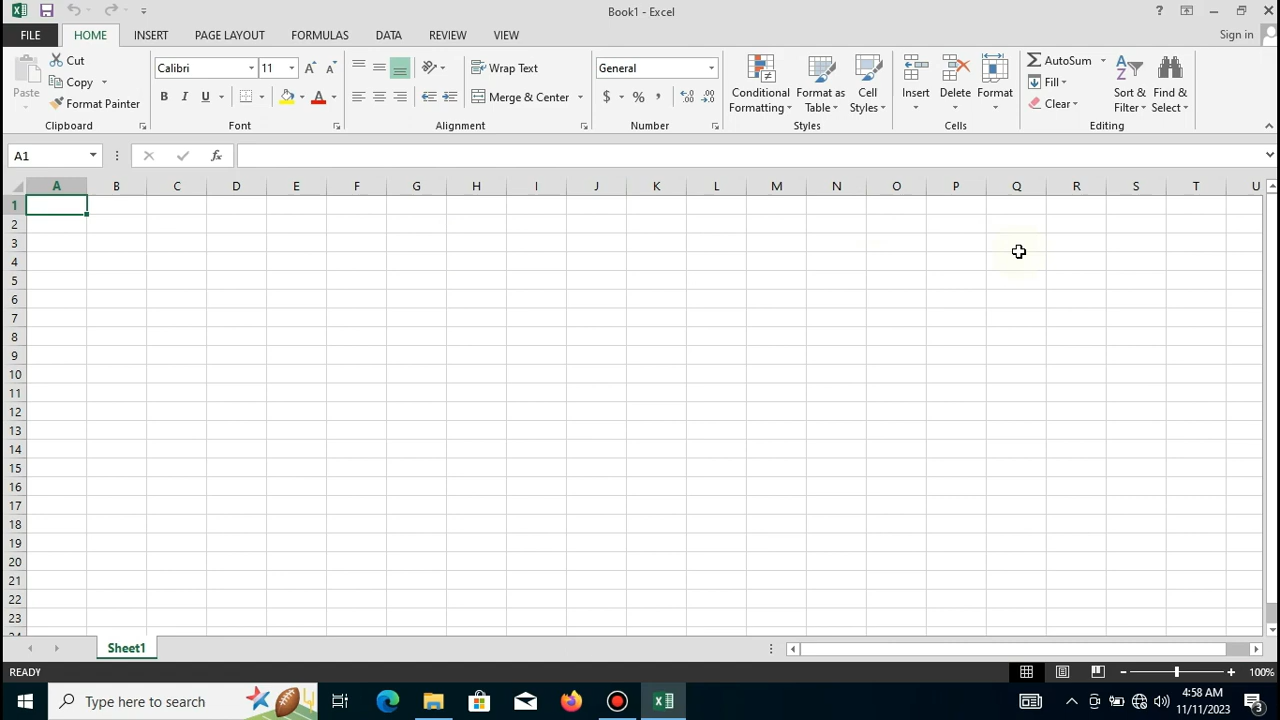 Book1 - Excel
?
FILE HOME INSERT PAGE LAYOUT FORMULAS DATA REVIEW VIEW Sign in
Paste
Cut
Copy
Format Painter
Clipboard
Calibri 11
A A
B I U A
Font
Wrap Text
Merge & Center
Alignment
General
$ % ,
Number
Conditional Formatting
Format as Table
Cell Styles
Styles
Insert
Delete
Format
Cells
AutoSum
Fill
Clear
Sort & Filter
Find & Select
Editing
A1 fx
A B C D E F G H I J K L M N O P Q R S T U
1
2
3
4
5
6
7
8
9
10
11
12
13
14
15
16
17
18
19
20
21
22
23
24
Sheet1
READY 100%
Type here to search
4:58 AM
11/11/2023
3